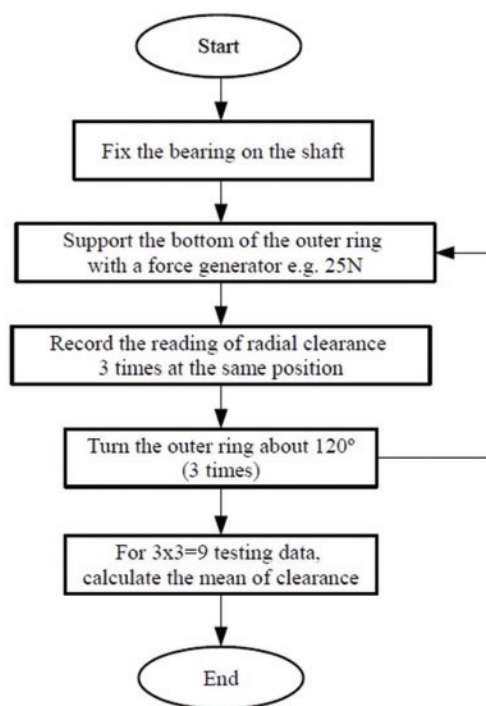 Start
Fix the bearing on the shaft
Support the bottom of the outer ring
with a force generator e.g. 25N
Record the reading of radial clearance
3 times at the same position
Turn the outer ring about 120°
(3 times)
For 3x3=9 testing data,
calculate the mean of clearance
End